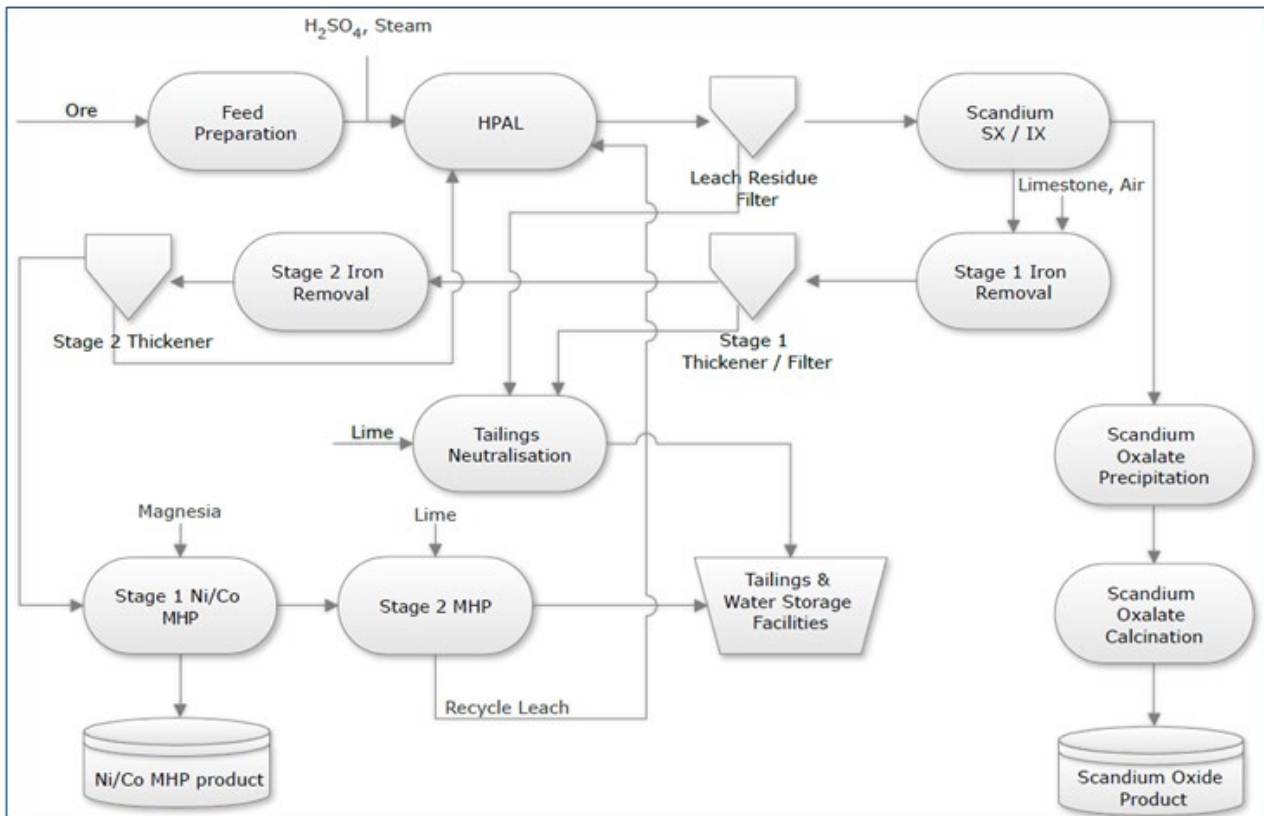 H₂SO₄, Steam
Ore
Feed
Preparation
HPAL
Leach Residue
Filter
Scandium
SX / IX
Limestone, Air
Stage 2 Thickener
Stage 2 Iron
Removal
Stage 1
Thickener / Filter
Stage 1 Iron
Removal
Lime
Tailings
Neutralisation
Scandium
Oxalate
Precipitation
Magnesia
Lime
Stage 1 Ni/Co
MHP
Stage 2 MHP
Tailings &
Water Storage
Facilities
Scandium
Oxalate
Calcination
Recycle Leach
Ni/Co MHP product
Scandium Oxide
Product